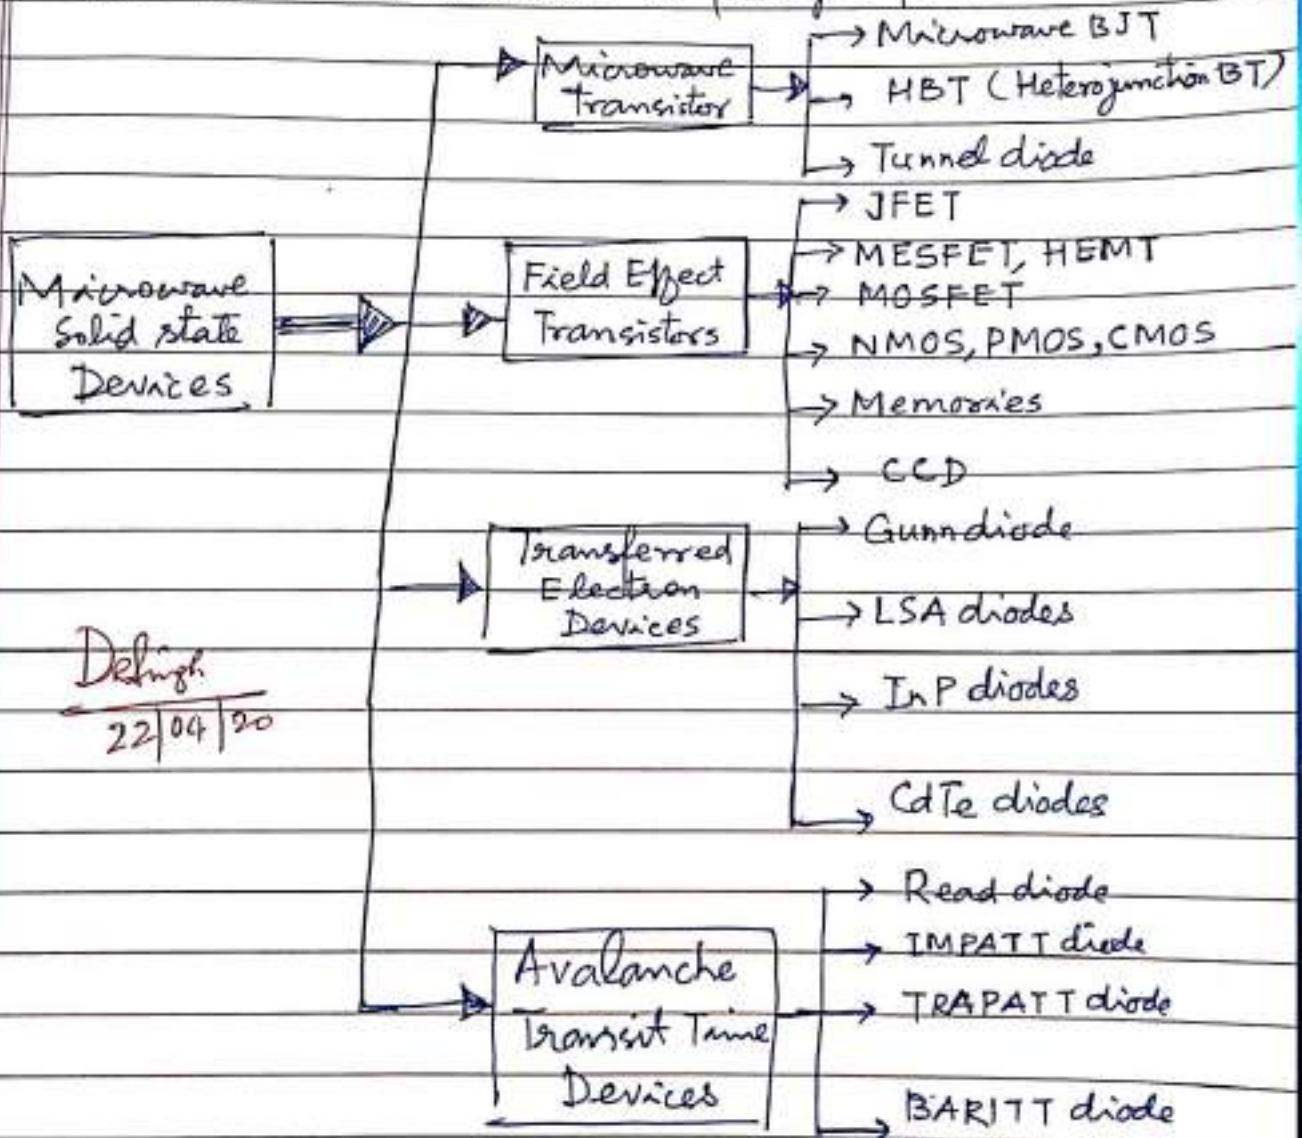 Microwave BJT
Microwave
Transistor
HBT (Heterojunction BT)
Tunnel diode
JFET
MESFET, HEMT
MOSFET
NMOS, PMOS, CMOS
Memories
CCD
Field Effect
Transistors
Microwave
Solid state
Devices
Transferred
Electron
Devices
Gunn diode
LSA diodes
InP diodes
CdTe diodes
22/04/20
Avalanche
Transit Time
Devices
Read diode
IMPATT diode
TRAPATT diode
BARITT diode